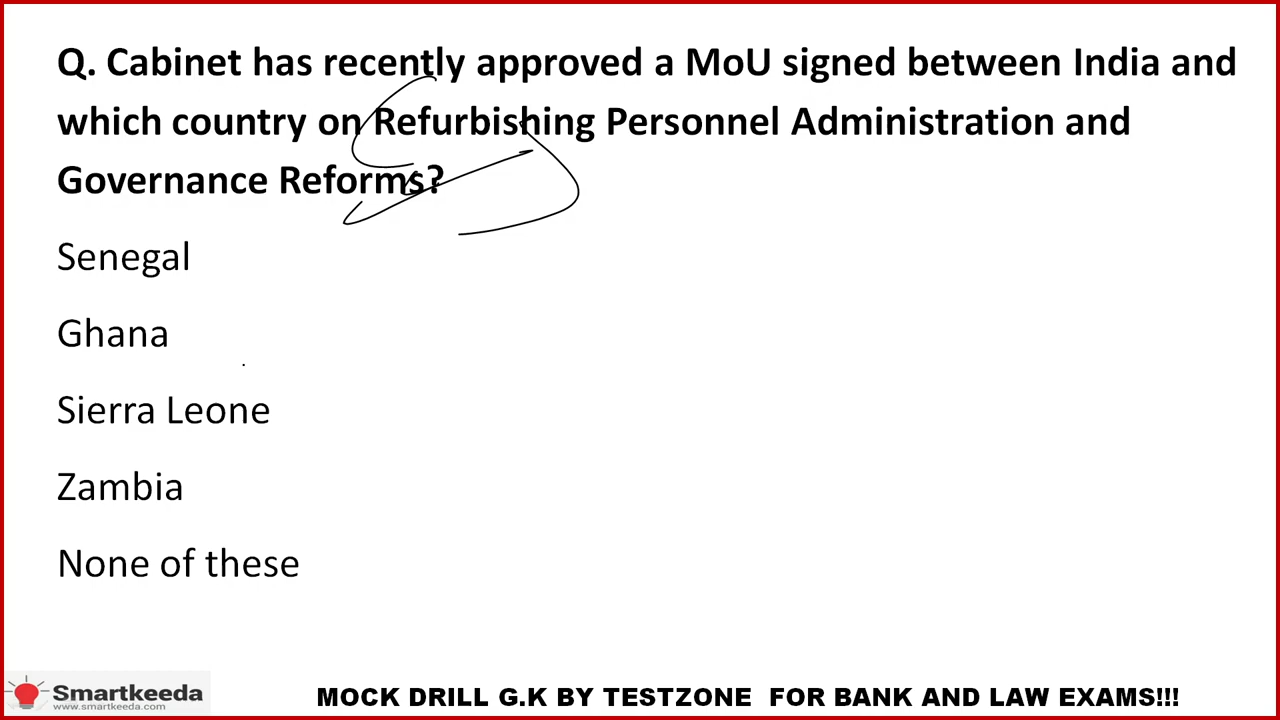 Q. Cabinet has recently approved a MoU signed between India and
which country on Refurbishing Personnel Administration and
Governance Reforms?
Senegal
Ghana
Sierra Leone
Zambia
None of these
Smartkeeda
www.smartkeeda.com
MOCK DRILL G.K BY TESTZONE FOR BANK AND LAW EXAMS!!!